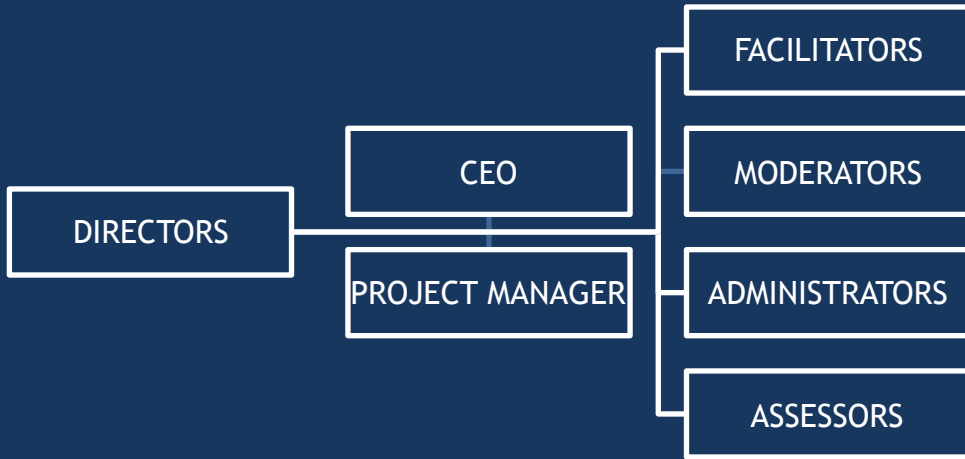 DIRECTORS
CEO
PROJECT MANAGER
FACILITATORS
MODERATORS
ADMINISTRATORS
ASSESSORS